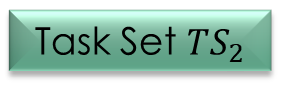 Task Set 𝑇𝑆₂